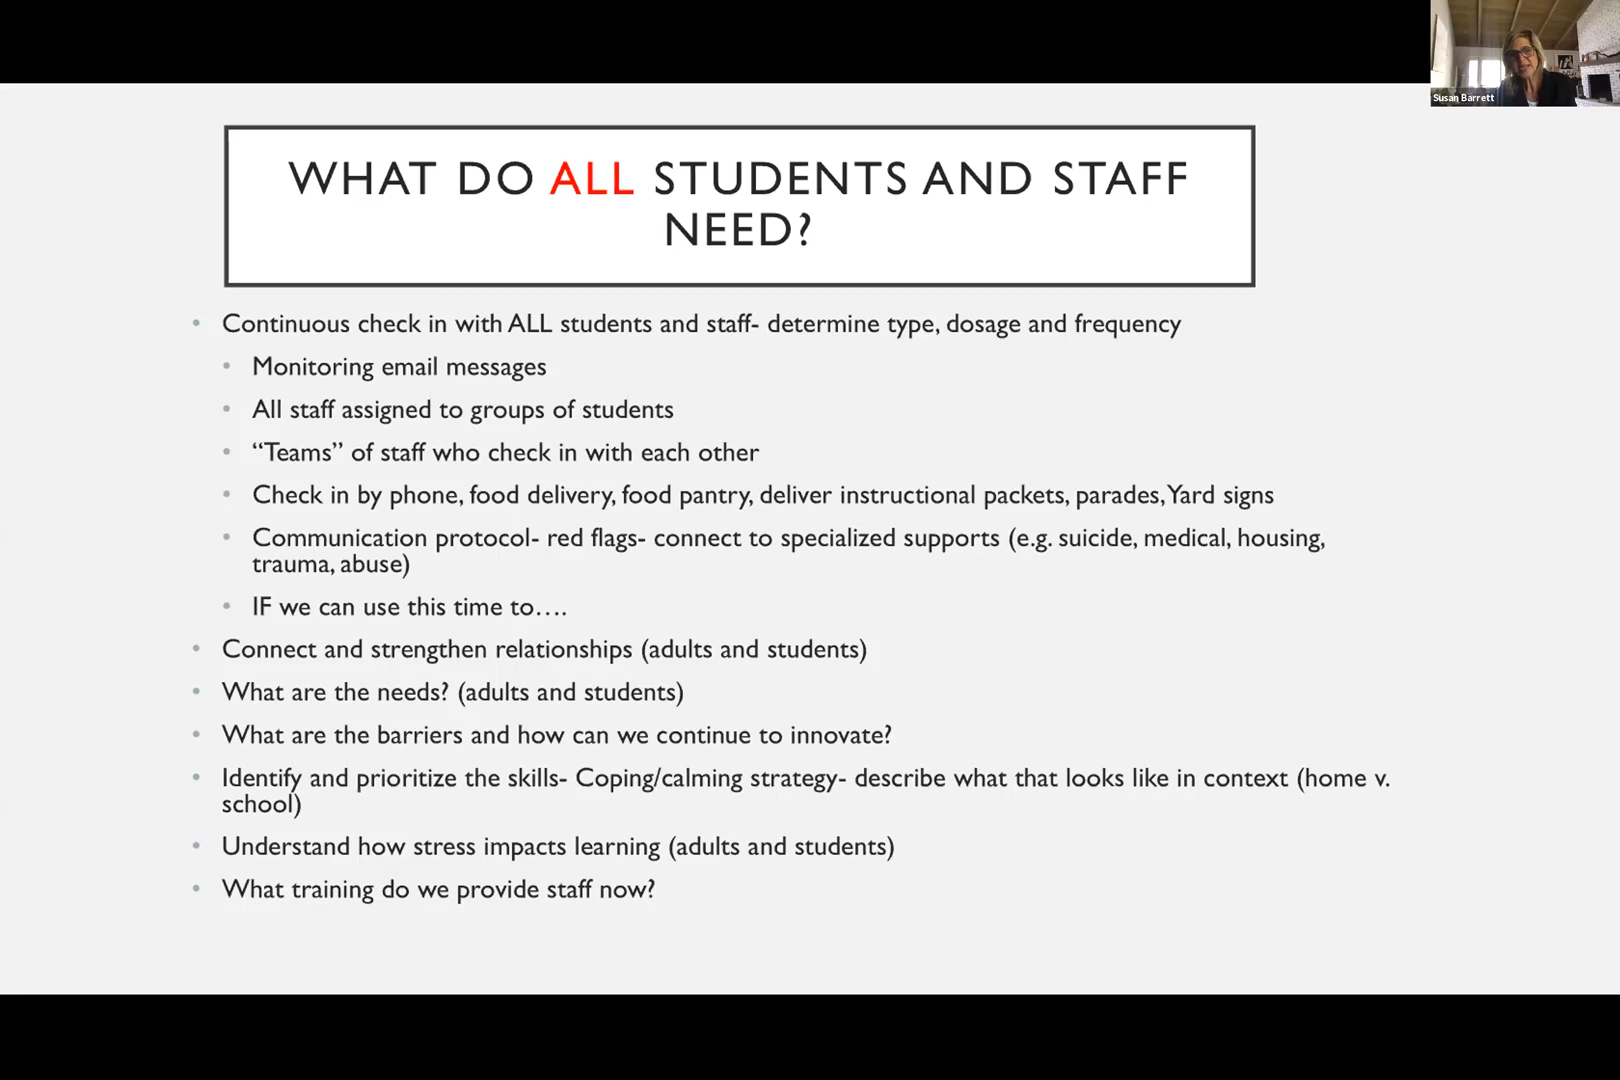 Susan Barrett
WHAT DO ALL STUDENTS AND STAFF
NEED?
• Continuous check in with ALL students and staff- determine type, dosage and frequency
• Monitoring email messages
• All staff assigned to groups of students
• “Teams” of staff who check in with each other
• Check in by phone, food delivery, food pantry, deliver instructional packets, parades, Yard signs
• Communication protocol- red flags- connect to specialized supports (e.g. suicide, medical, housing,
trauma, abuse)
• IF we can use this time to….
• Connect and strengthen relationships (adults and students)
• What are the needs? (adults and students)
• What are the barriers and how can we continue to innovate?
• Identify and prioritize the skills- Coping/calming strategy- describe what that looks like in context (home v.
school)
• Understand how stress impacts learning (adults and students)
• What training do we provide staff now?